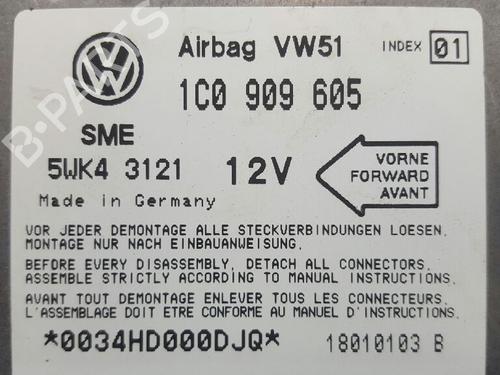 Airbag VW51 INDEX 01
1C0 909 605
SME
5WK4 3121 12V
VORNE
FORWARD
AVANT
Made in Germany
VOR JEDER DEMONTAGE ALLE STECKVERBINDUNGEN LOESEN.
MONTAGE NUR NACH EINBAUANWEISUNG.
BEFORE EVERY DISASSEMBLY, DETACH ALL CONNECTORS.
ASSEMBLE STRICTLY ACCORDING TO MANUAL INSTRUCTIONS.
AVANT TOUT DEMONTAGE ENLEVER TOUS LES CONNECTEURS.
L'ASSEMBLAGE DOIT ETRE CONFORME AU MANUEL D'INSTRUCTIONS.
*0034HD000DJQ* 18010103 B
B-PARTS